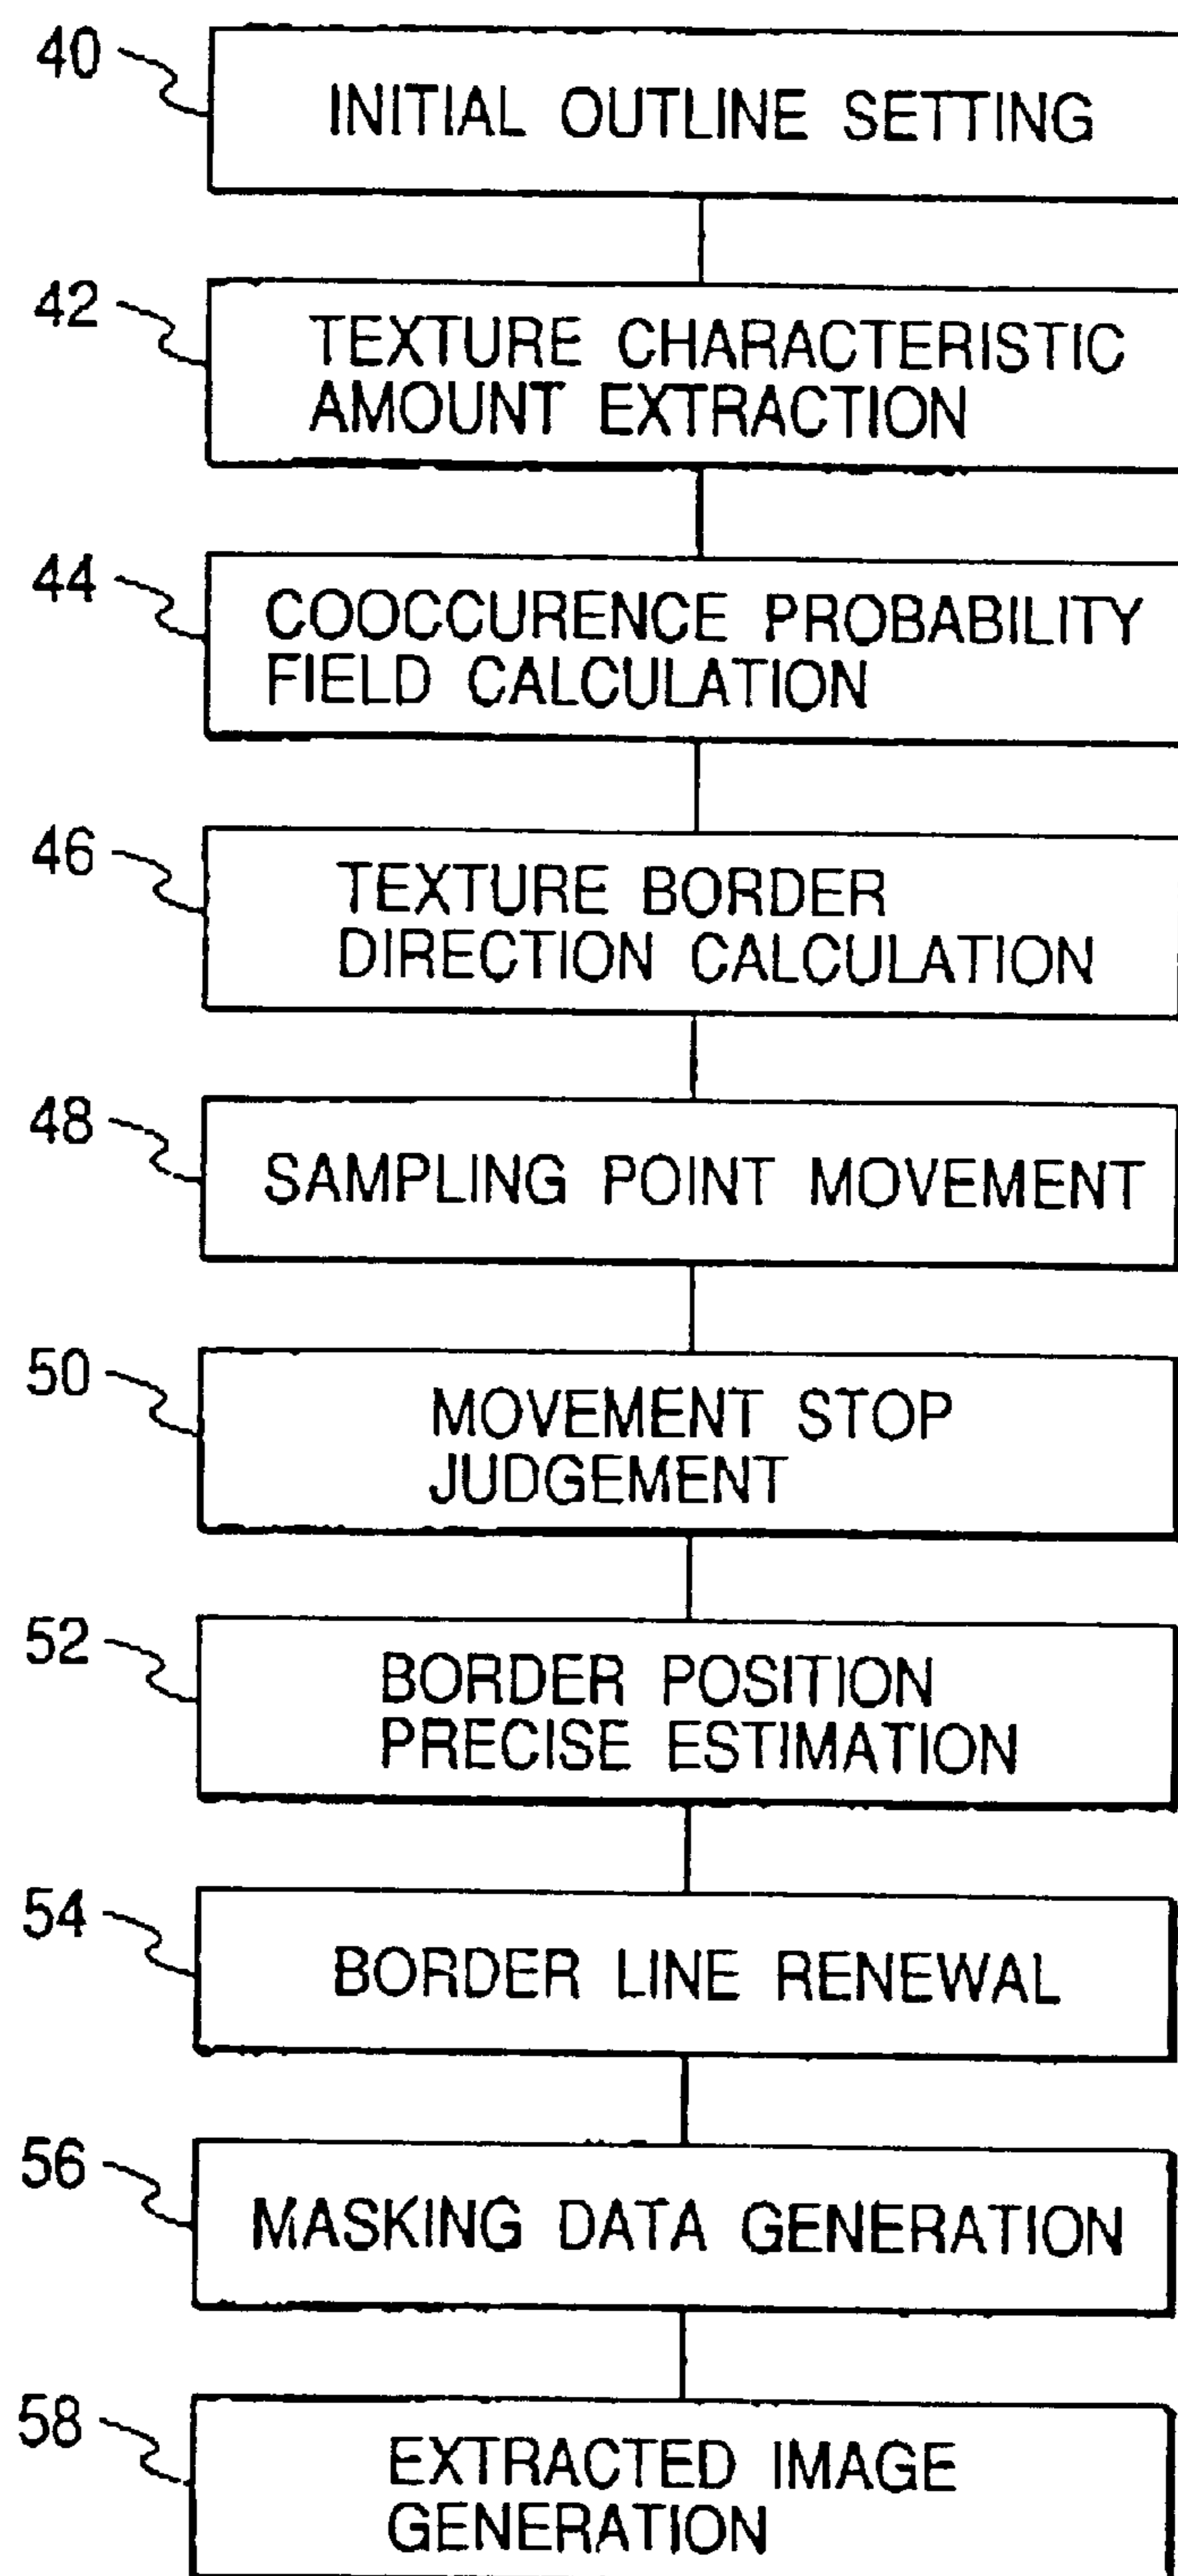 40
INITIAL OUTLINE SETTING
42
TEXTURE CHARACTERISTIC
AMOUNT EXTRACTION
44
COOCCURENCE PROBABILITY
FIELD CALCULATION
46
TEXTURE BORDER
DIRECTION CALCULATION
48
SAMPLING POINT MOVEMENT
50
MOVEMENT STOP
JUDGEMENT
52
BORDER POSITION
PRECISE ESTIMATION
54
BORDER LINE RENEWAL
56
MASKING DATA GENERATION
58
EXTRACTED IMAGE
GENERATION